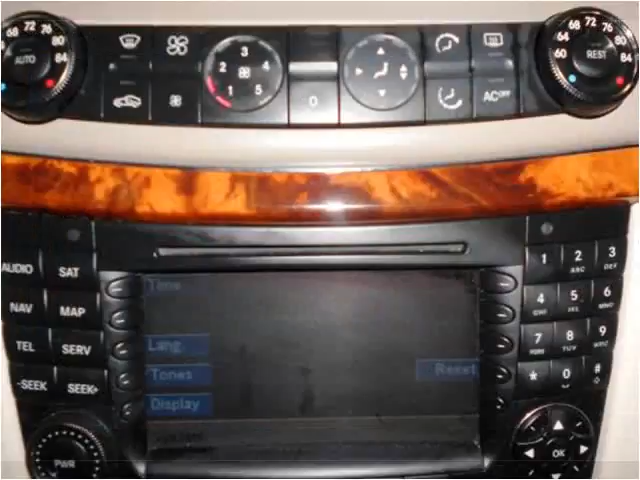 68 72 76 80 84
AUTO
3
2 4
1 5
0
AC OFF
60 64 68 72 76 80 84
REST
AUDIO SAT
NAV MAP
TEL SERV
-SEEK SEEK+
PWR
Time
Lang
Tones
Display
Reset
1 2 ABC 3 DEF
4 GHI 5 JKL 6 MNO
7 PQRS 8 TUV 9 WXYZ
* 0 #
OK